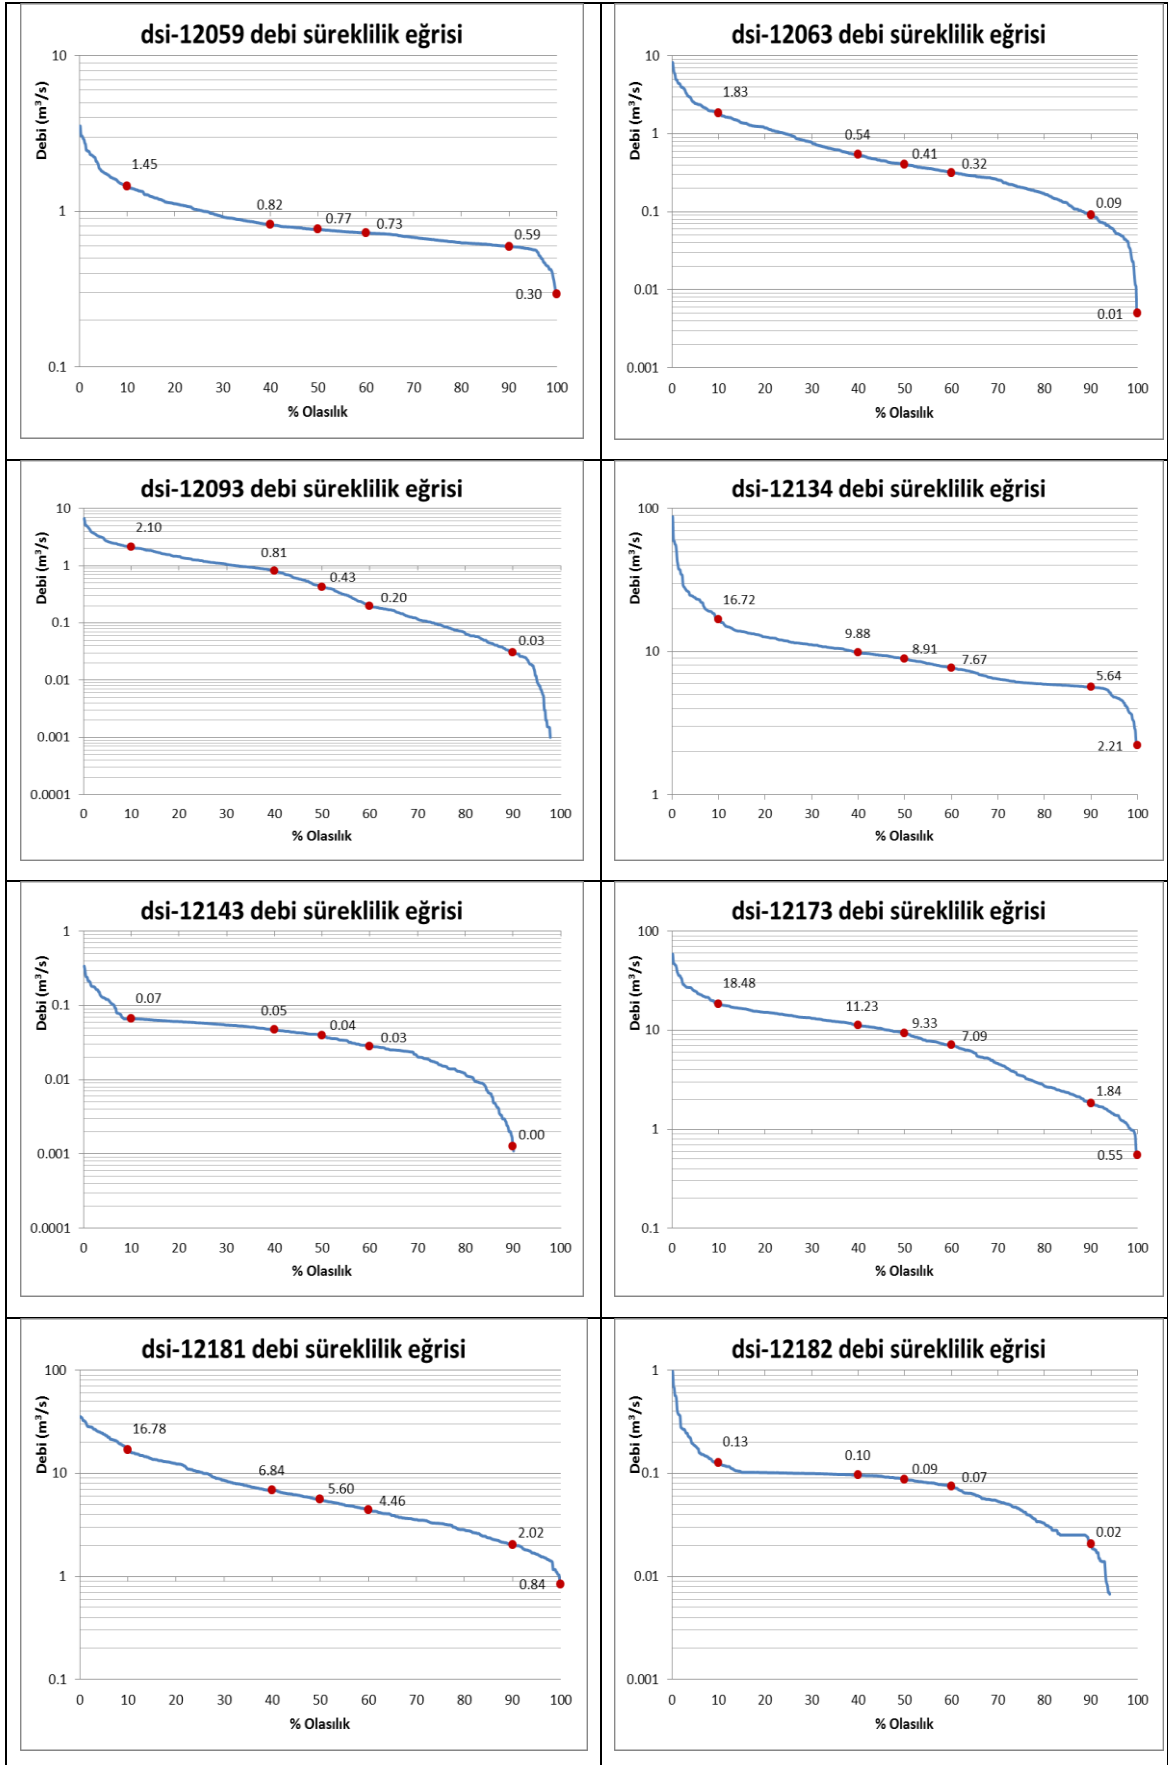 dsi-12059 debi süreklilik eğrisi
Debi (m³/s)
10
1
0.1
1.45
0.82
0.77
0.73
0.59
0.30
0 10 20 30 40 50 60 70 80 90 100
% Olasılık
dsi-12063 debi süreklilik eğrisi
Debi (m³/s)
10
1
0.1
0.01
0.001
1.83
0.54
0.41
0.32
0.09
0.01
0 10 20 30 40 50 60 70 80 90 100
% Olasılık
dsi-12093 debi süreklilik eğrisi
Debi (m³/s)
10
1
0.1
0.01
0.001
0.0001
2.10
0.81
0.43
0.20
0.03
0 10 20 30 40 50 60 70 80 90 100
% Olasılık
dsi-12134 debi süreklilik eğrisi
Debi (m³/s)
100
10
1
16.72
9.88
8.91
7.67
5.64
2.21
0 10 20 30 40 50 60 70 80 90 100
% Olasılık
dsi-12143 debi süreklilik eğrisi
Debi (m³/s)
1
0.1
0.01
0.001
0.0001
0.07
0.05
0.04
0.03
0.00
0 10 20 30 40 50 60 70 80 90 100
% Olasılık
dsi-12173 debi süreklilik eğrisi
Debi (m³/s)
100
10
1
0.1
18.48
11.23
9.33
7.09
1.84
0.55
0 10 20 30 40 50 60 70 80 90 100
% Olasılık
dsi-12181 debi süreklilik eğrisi
Debi (m³/s)
100
10
1
0.1
16.78
6.84
5.60
4.46
2.02
0.84
0 10 20 30 40 50 60 70 80 90 100
% Olasılık
dsi-12182 debi süreklilik eğrisi
Debi (m³/s)
1
0.1
0.01
0.001
0.13
0.10
0.09
0.07
0.02
0 10 20 30 40 50 60 70 80 90 100
% Olasılık